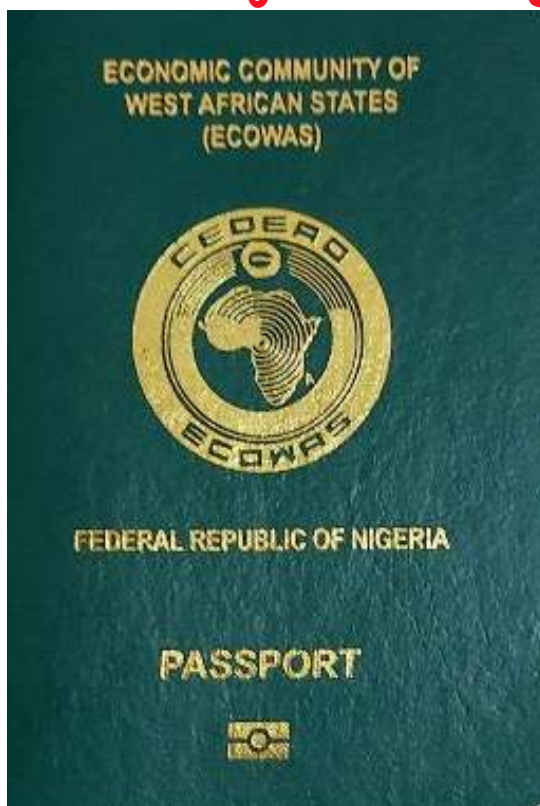 ECONOMIC COMMUNITY OF
WEST AFRICAN STATES
(ECOWAS)
CEDEAO
ECOWAS
FEDERAL REPUBLIC OF NIGERIA
PASSPORT